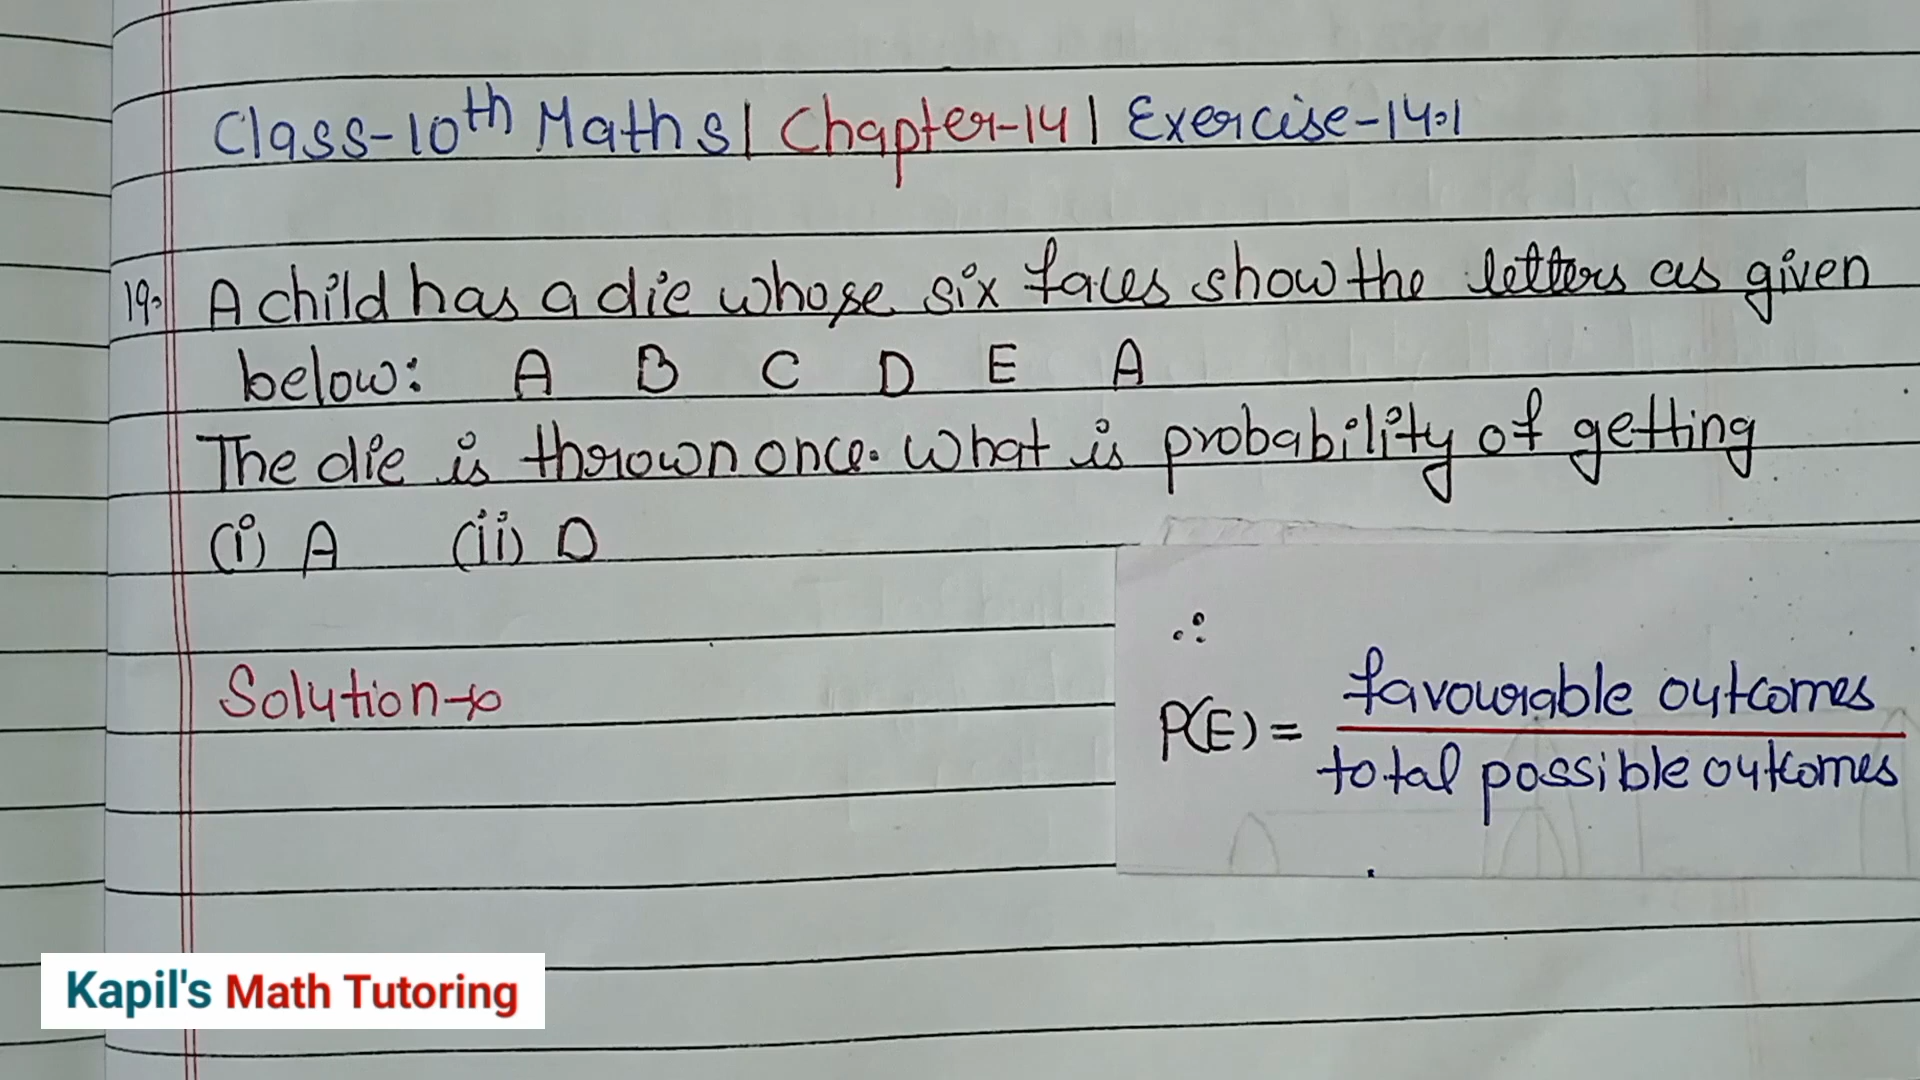 Class-10th Maths | Chapter-14 | Exercise-14.1
19. A child has a die whose six faces show the letters as given
below: A B C D E A
The die is thrown once. What is probability of getting
(i) A (ii) D
Solution→
∴
P(E) = favourable outcomes
total possible outcomes
Kapil's Math Tutoring